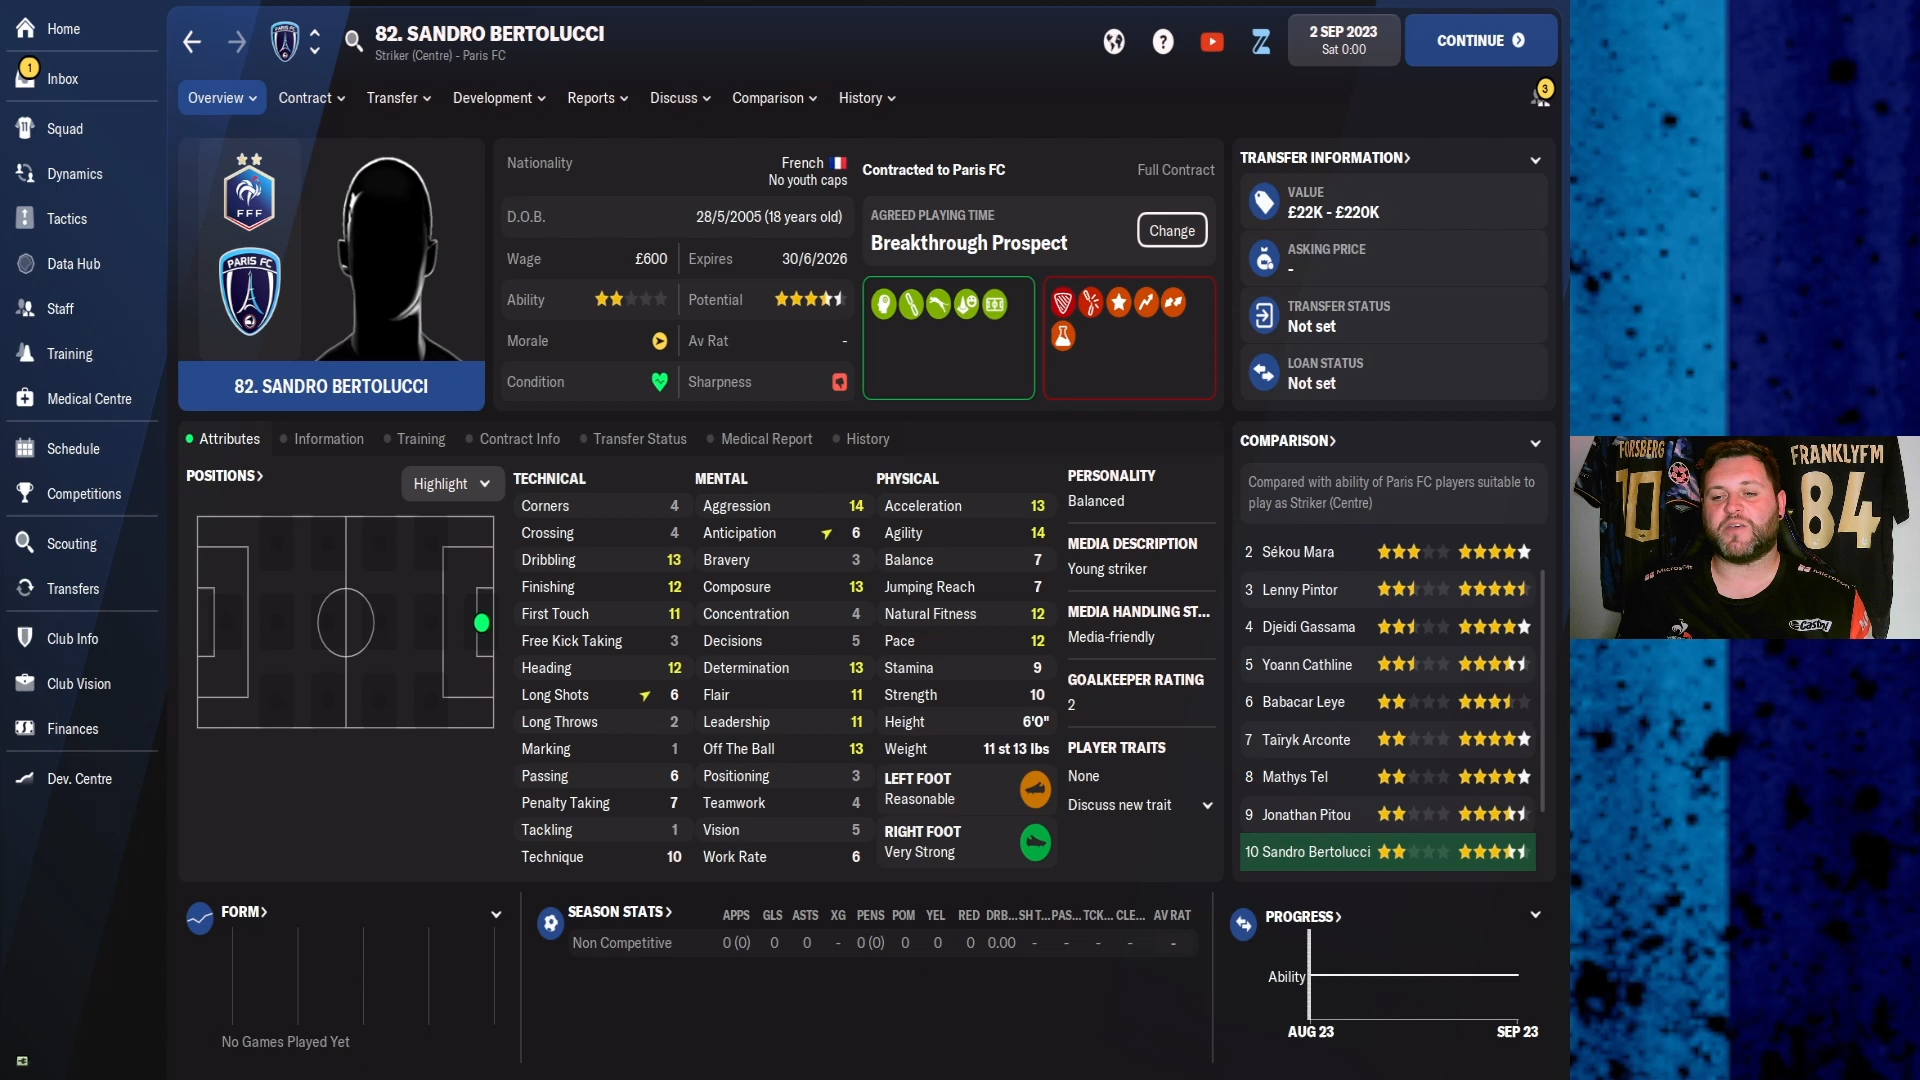 Home
1
Inbox
Squad
Dynamics
Tactics
Data Hub
Staff
Training
Medical Centre
Schedule
Competitions
Scouting
Transfers
Club Info
Club Vision
Finances
Dev. Centre
82. SANDRO BERTOLUCCI
Striker (Centre) - Paris FC
2 SEP 2023
Sat 0:00
CONTINUE
Overview
Contract
Transfer
Development
Reports
Discuss
Comparison
History
3
FFF
PARIS FC
82. SANDRO BERTOLUCCI
Nationality
French
No youth caps
D.O.B.
28/5/2005 (18 years old)
Wage £600
Expires 30/6/2026
Ability
Potential
Morale
Av Rat -
Condition
Sharpness
Contracted to Paris FC
Full Contract
AGREED PLAYING TIME
Breakthrough Prospect
Change
TRANSFER INFORMATION>
VALUE
£22K - £220K
ASKING PRICE
-
TRANSFER STATUS
Not set
LOAN STATUS
Not set
Attributes
Information
Training
Contract Info
Transfer Status
Medical Report
History
POSITIONS>
Highlight
TECHNICAL
Corners 4
Crossing 4
Dribbling 13
Finishing 12
First Touch 11
Free Kick Taking 3
Heading 12
Long Shots 6
Long Throws 2
Marking 1
Passing 6
Penalty Taking 7
Tackling 1
Technique 10
MENTAL
Aggression 14
Anticipation 6
Bravery 3
Composure 13
Concentration 4
Decisions 5
Determination 13
Flair 11
Leadership 11
Off The Ball 13
Positioning 3
Teamwork 4
Vision 5
Work Rate 6
PHYSICAL
Acceleration 13
Agility 14
Balance 7
Jumping Reach 7
Natural Fitness 12
Pace 12
Stamina 9
Strength 10
Height 6'0"
Weight 11 st 13 lbs
LEFT FOOT
Reasonable
RIGHT FOOT
Very Strong
PERSONALITY
Balanced
MEDIA DESCRIPTION
Young striker
MEDIA HANDLING ST...
Media-friendly
GOALKEEPER RATING
2
PLAYER TRAITS
None
Discuss new trait
COMPARISON>
Compared with ability of Paris FC players suitable to
play as Striker (Centre)
2 Sékou Mara
3 Lenny Pintor
4 Djeidi Gassama
5 Yoann Cathline
6 Babacar Leye
7 Taïryk Arconte
8 Mathys Tel
9 Jonathan Pitou
10 Sandro Bertolucci
FORM>
No Games Played Yet
SEASON STATS>
APPS GLS ASTS XG PENS POM YEL RED DRB... SH T... PAS... TCK... CLE... AV RAT
Non Competitive 0 (0) 0 0 - 0 (0) 0 0 0 0.00 - - - - -
PROGRESS>
Ability
AUG 23
SEP 23
FORSBERG
10
FRANKLYFM
84
Microsoft
Castrol